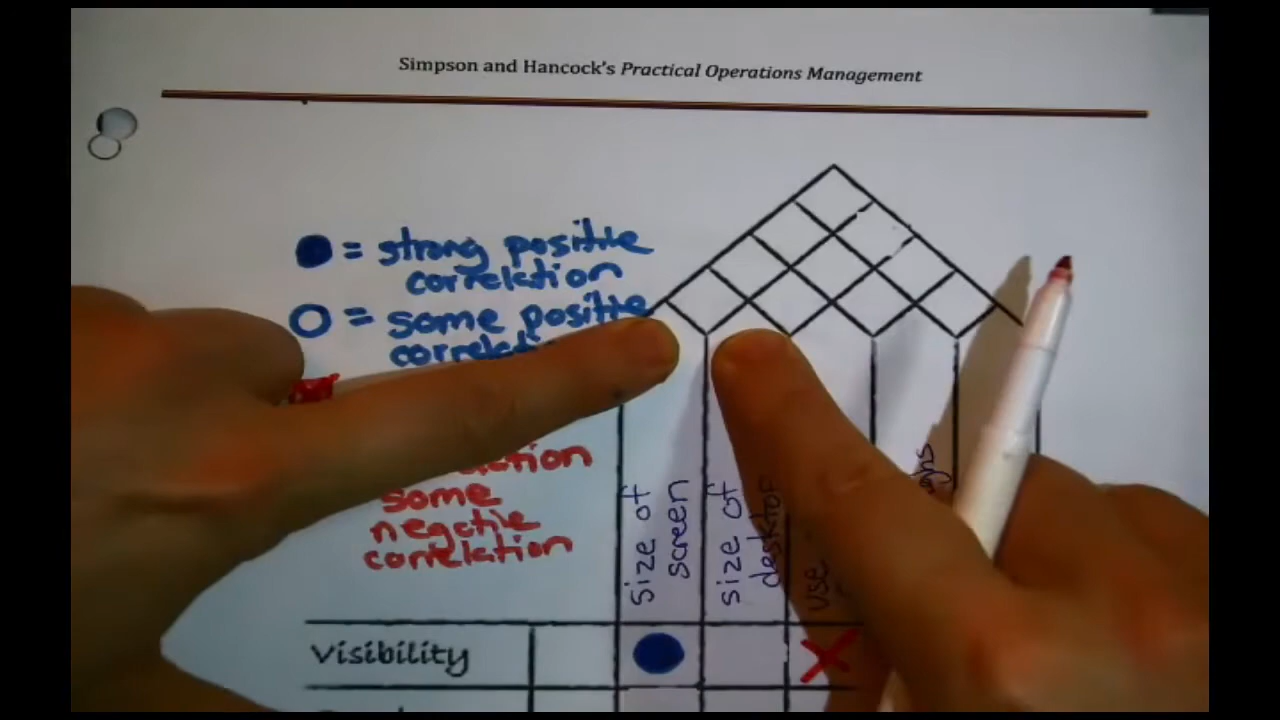 Simpson and Hancock's Practical Operations Management
= strong positive
correlation
= some positive
some
negative
correlation
size of
screen
size of
Visibility